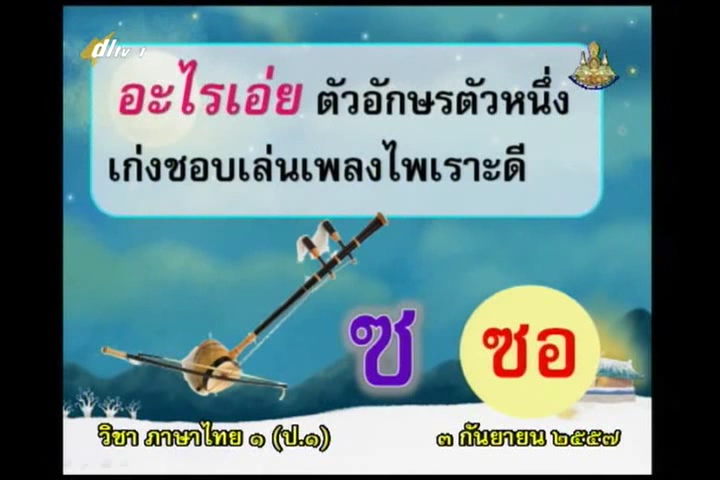 dltv 1
อะไรเอ่ย ตัวอักษรตัวหนึ่ง
เก่งชอบเล่นเพลงไพเราะดี
ซ ซอ
วิชา ภาษาไทย ๑ (ป.๑) ๓ กันยายน ๒๕๕๗